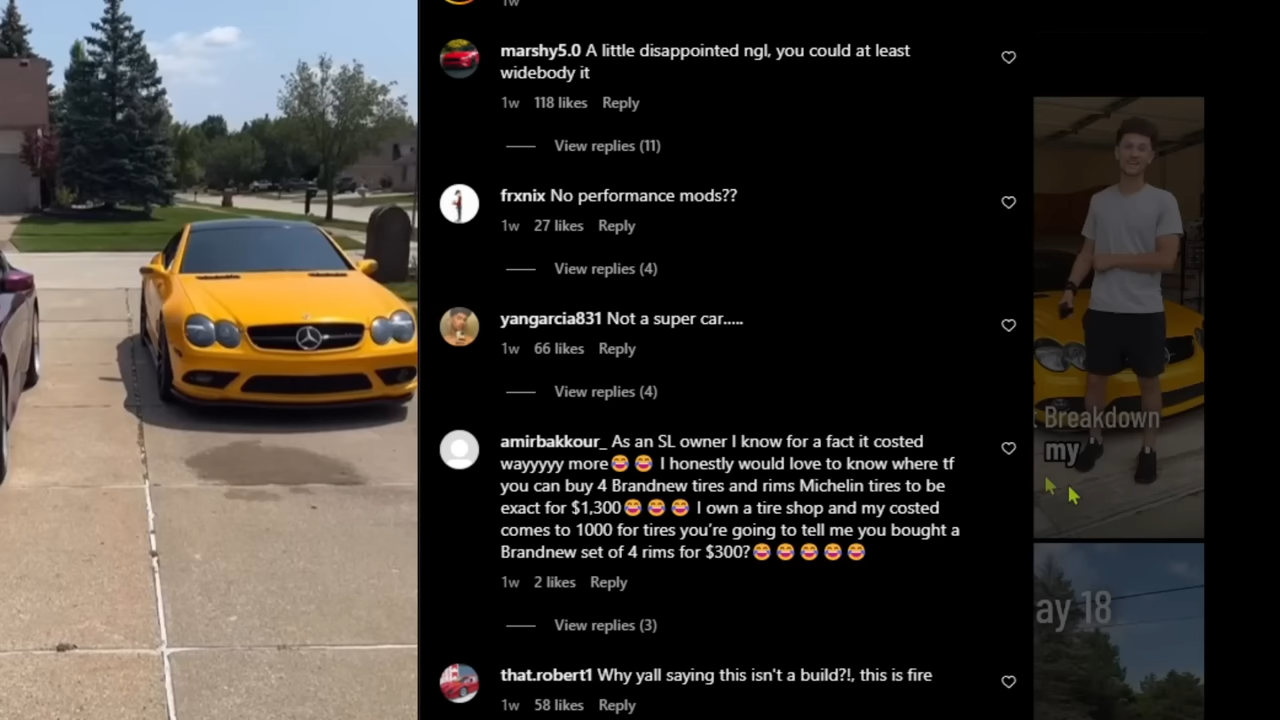 1w
marshy5.0 A little disappointed ngl, you could at least
widebody it
1w 118 likes Reply
View replies (11)
frxnix No performance mods??
1w 27 likes Reply
View replies (4)
yangarcia831 Not a super car.....
1w 66 likes Reply
View replies (4)
amirbakkour_ As an SL owner I know for a fact it costed
wayyyyy more😂 😂 I honestly would love to know where tf
you can buy 4 Brandnew tires and rims Michelin tires to be
exact for $1,300😂 😂 😂 I own a tire shop and my costed
comes to 1000 for tires you’re going to tell me you bought a
Brandnew set of 4 rims for $300?😂 😂 😂 😂 😂
1w 2 likes Reply
View replies (3)
that.robert1 Why yall saying this isn't a build?!, this is fire
1w 58 likes Reply
Breakdown
my
ay 18